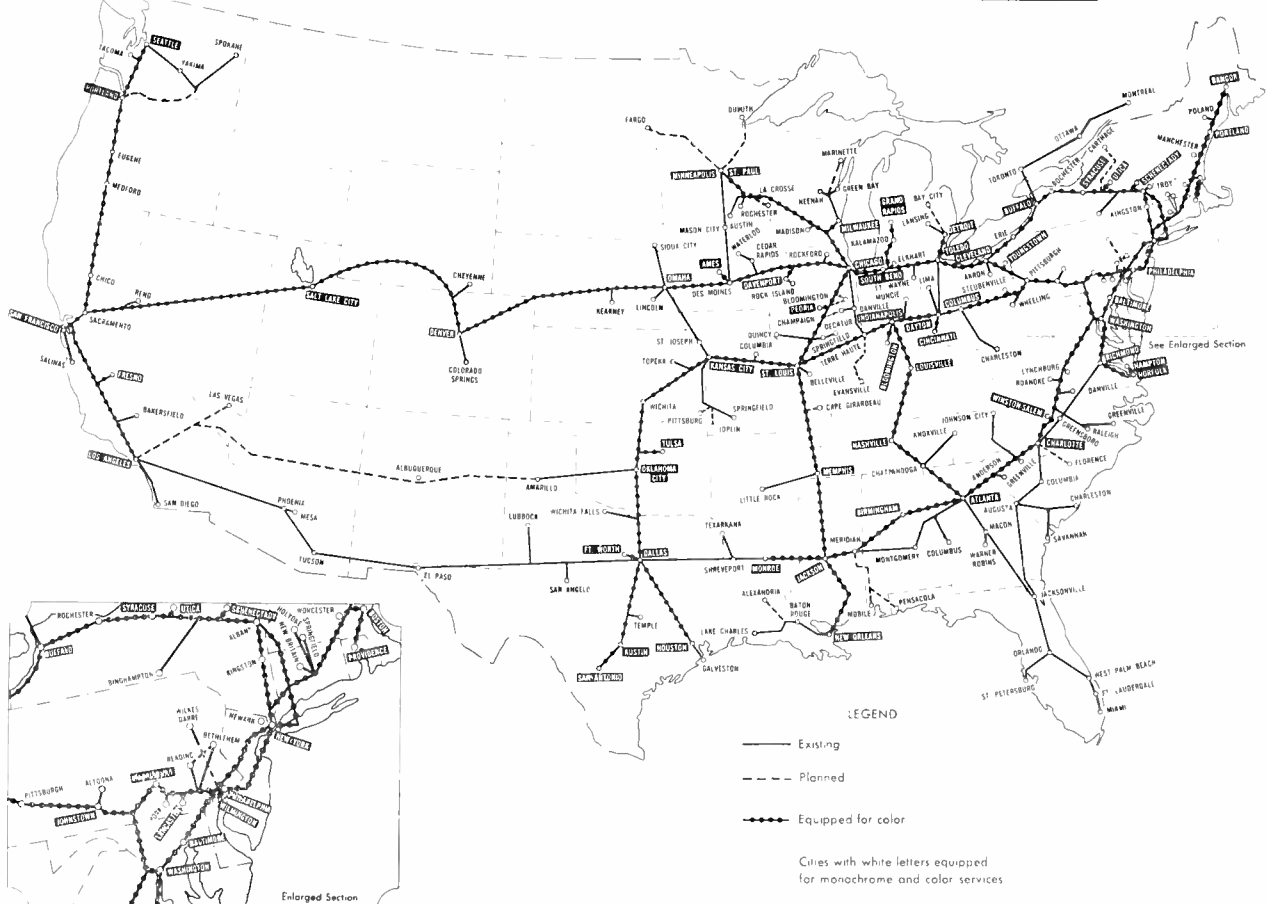 SEATTLE
SPOKANE
TACOMA
YAKIMA
PORTLAND
EUGENE
MEDFORD
CHICO
RENO
SACRAMENTO
SAN FRANCISCO
SALINAS
FRESNO
BAKERSFIELD
LAS VEGAS
LOS ANGELES
SAN DIEGO
PHOENIX
MESA
TUCSON
EL PASO
SALT LAKE CITY
CHEYENNE
DENVER
COLORADO
SPRINGS
ALBUQUERQUE
AMARILLO
LUBBOCK
WICHITA FALLS
SAN ANGELO
FT. WORTH
DALLAS
TEMPLE
AUSTIN
SAN ANTONIO
HOUSTON
GALVESTON
FARGO
DULUTH
MINNEAPOLIS
ST. PAUL
LA CROSSE
ROCHESTER
AUSTIN
MASON CITY
WATERLOO
SIOUX CITY
AMES
OMAHA
DES MOINES
CEDAR
RAPIDS
LINCOLN
KEARNEY
DAVENPORT
ROCK ISLAND
ROCKFORD
MADISON
MARINETTE
GREEN BAY
NEENAH
MILWAUKEE
GRAND
RAPIDS
BAY CITY
LANSING
KALAMAZOO
DETROIT
TOLEDO
CHICAGO
ELKHART
SOUTH BEND
FT WAYNE
MUNCIE
LIMA
BLOOMINGTON
PEORIA
DANVILLE
CHAMPAIGN
DECATUR
INDIANAPOLIS
QUINCY
SPRINGFIELD
COLUMBIA
TERRE HAUTE
ST JOSEPH
TOPEKA
KANSAS CITY
ST. LOUIS
BELLEVILLE
EVANSVILLE
BLOOMINGTON
LOUISVILLE
WICHITA
PITTSBURG
SPRINGFIELD
JOPLIN
CAPE GIRARDEAU
TULSA
OKLAHOMA
CITY
LITTLE ROCK
MEMPHIS
NASHVILLE
TEXARKANA
SHREVEPORT
MONROE
JACKSON
MERIDIAN
ALEXANDRIA
BATON
ROUGE
LAKE CHARLES
NEW ORLEANS
MOBILE
PENSACOLA
BIRMINGHAM
MONTGOMERY
COLUMBUS
ATLANTA
MACON
WARNER
ROBINS
CHATTANOOGA
KNOXVILLE
JOHNSON CITY
ANDERSON
GREENVILLE
AUGUSTA
COLUMBIA
CHARLESTON
SAVANNAH
JACKSONVILLE
ORLANDO
ST. PETERSBURG
WEST PALM BEACH
FT LAUDERDALE
MIAMI
FLORENCE
CHARLOTTE
WINSTON-SALEM
GREENSBORO
RALEIGH
GREENVILLE
DANVILLE
LYNCHBURG
ROANOKE
RICHMOND
HAMPTON
NORFOLK
WASHINGTON
BALTIMORE
PHILADELPHIA
See Enlarged Section
CHARLESTON
WHEELING
STEUBENVILLE
PITTSBURGH
YOUNGSTOWN
AKRON
CLEVELAND
COLUMBUS
DAYTON
CINCINNATI
ERIE
BUFFALO
TORONTO
OTTAWA
MONTREAL
ROCHESTER
CARTHAGE
SYRACUSE
UTICA
SCHENECTADY
TROY
KINGSTON
MANCHESTER
POLAND
PORTLAND
BANGOR
ROCHESTER
SYRACUSE
UTICA
SCHENECTADY
HOLYOKE
SPRINGFIELD
NEW BRITAIN
WORCESTER
BOSTON
PROVIDENCE
BUFFALO
ALBANY
KINGSTON
BINGHAMPTON
WILKES
BARRE
NEWARK
NEW YORK
BETHLEHEM
READING
PITTSBURGH
ALTOONA
JOHNSTOWN
LANCASTER
PHILADELPHIA
WILMINGTON
BALTIMORE
WASHINGTON
Enlarged Section
LEGEND
Existing
Planned
Equipped for color
Cities with white letters equipped
for monochrome and color services